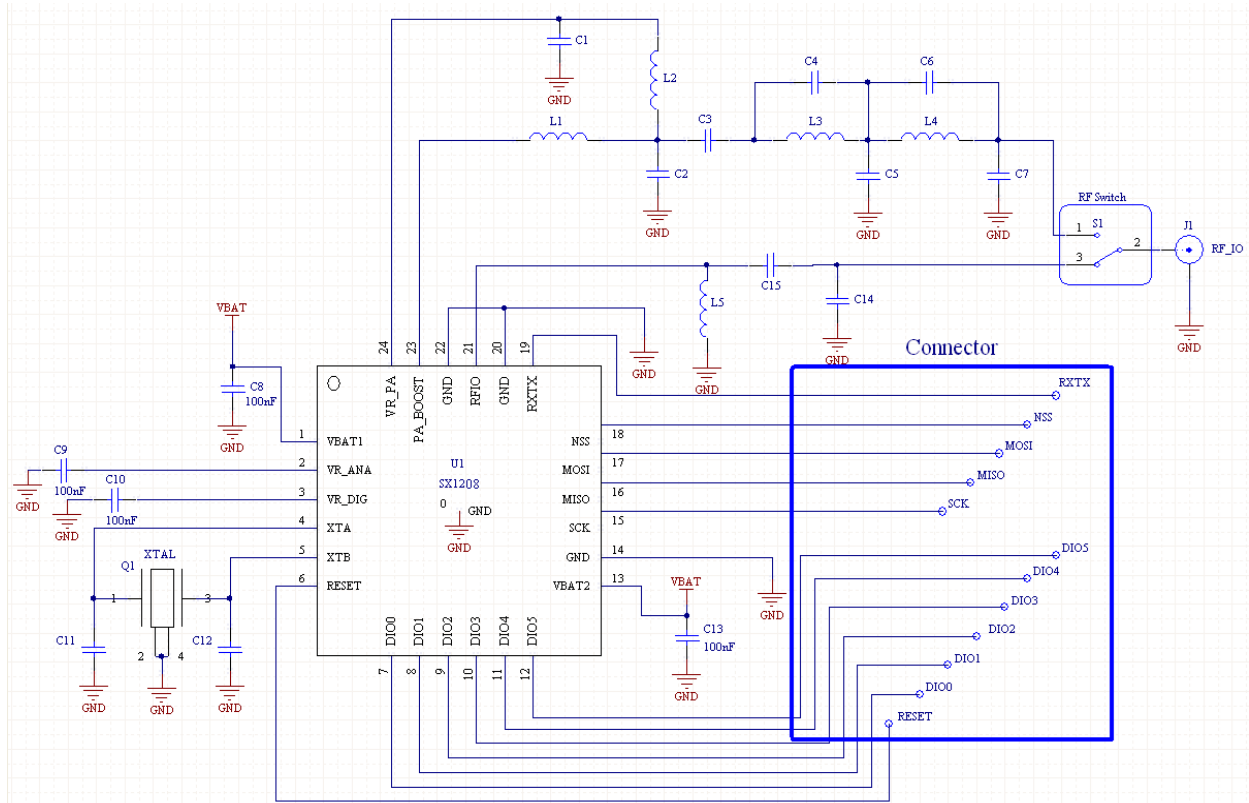 C1
GND
L2
C4
C6
L1
C3
L3
L4
C2
C5
C7
GND
GND
GND
RF Switch
1
S1
2
3
J1
RF_IO
GND
C15
L5
C14
GND
GND
GND
VBAT
C8
100nF
GND
24
23
22
21
20
19
VR_PA
PA_BOOST
GND
RFIO
GND
RXTX
Connector
RXTX
NSS
MOSI
MISO
SCK
DIO5
DIO4
DIO3
DIO2
DIO1
DIO0
RESET
1
VBAT1
2
VR_ANA
3
VR_DIG
4
XTA
5
XTB
6
RESET
C9
100nF
GND
C10
100nF
GND
U1
SX1208
0
GND
GND
NSS
18
MOSI
17
MISO
16
SCK
15
GND
14
VBAT2
13
GND
VBAT
C13
100nF
GND
XTAL
Q1
1
3
2
4
C11
C12
GND
GND
GND
DIO0
DIO1
DIO2
DIO3
DIO4
DIO5
7
8
9
10
11
12